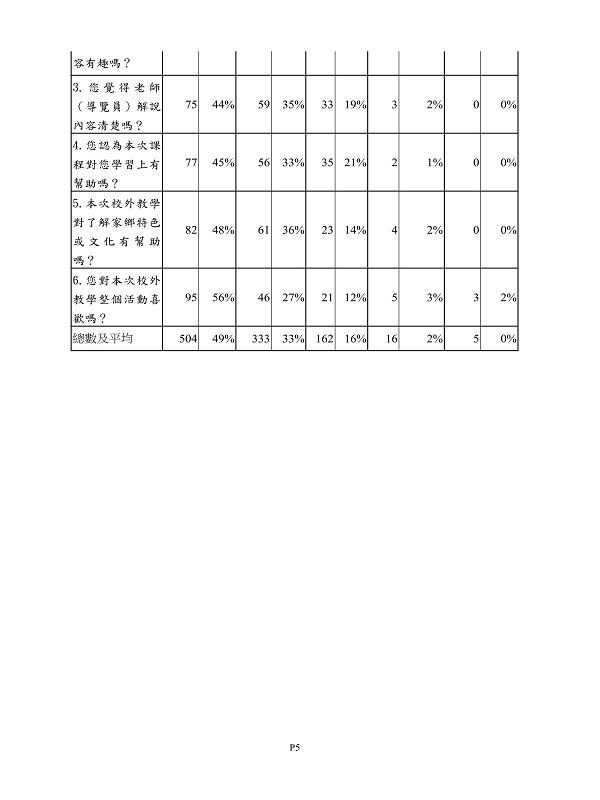 容有趣嗎？
3. 您覺得老師
（導覽員）解說 75 44% 59 35% 33 19% 3 2% 0 0%
內容清楚嗎？
4. 您認為本次課
程對您學習上有 77 45% 56 33% 35 21% 2 1% 0 0%
幫助嗎？
5. 本次校外教學
對了解家鄉特色 82 48% 61 36% 23 14% 4 2% 0 0%
或文化有幫助
嗎？
6. 您對本次校外
教學整個活動喜 95 56% 46 27% 21 12% 5 3% 3 2%
歡嗎？
總數及平均 504 49% 333 33% 162 16% 16 2% 5 0%
P5